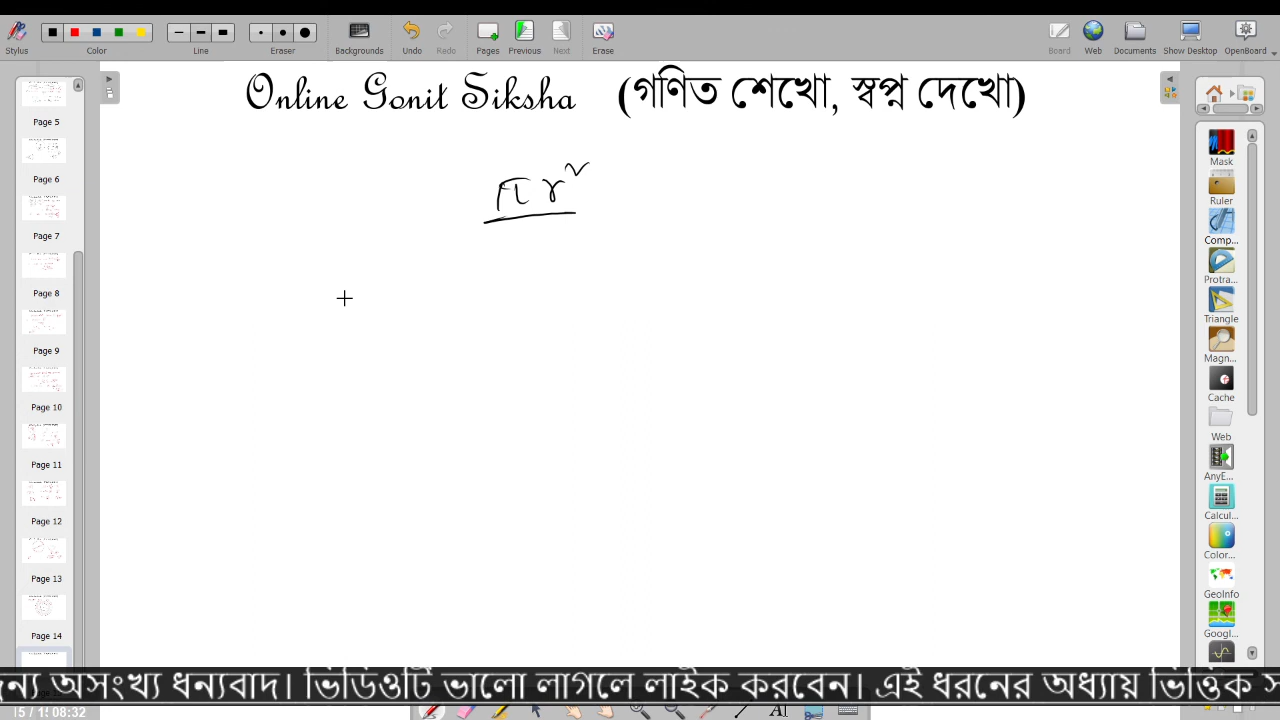 Stylus Color Line Eraser Backgrounds Undo Redo Pages Previous Next Erase Board Web Documents Show Desktop OpenBoard
Online Gonit Siksha (গণিত শেখো, স্বপ্ন দেখো)
πr²
Page 5
Page 6
Page 7
Page 8
Page 9
Page 10
Page 11
Page 12
Page 13
Page 14
Mask
Ruler
Comp...
Protra...
Triangle
Magn...
Cache
Web
AnyE...
Calcul...
Color...
GeoInfo
Googl...
অসংখ্য ধন্যবাদ। ভিডিওটি ভালো লাগলে লাইক করবেন। এই ধরনের অধ্যায় ভিত্তিক
08:32